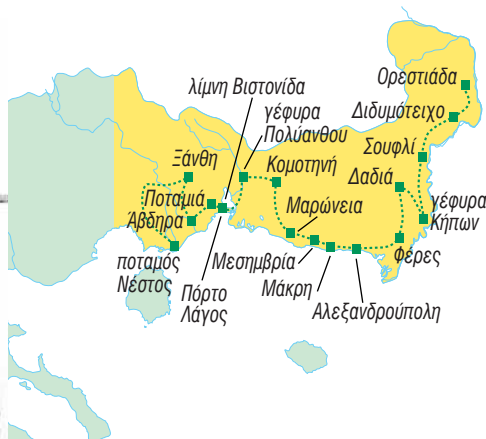 Ορεστιάδα
λίμνη Βιστονίδα
Διδυμότειχο
γέφυρα
Πολύανθου
Σουφλί
Ξάνθη
Κομοτηνή
Δαδιά
Ποταμιά
γέφυρα
Κήπων
Άβδηρα
Μαρώνεια
ποταμός
Νέστος
Μεσημβρία
Φέρες
Πόρτο
Λάγος
Μάκρη
Αλεξανδρούπολη